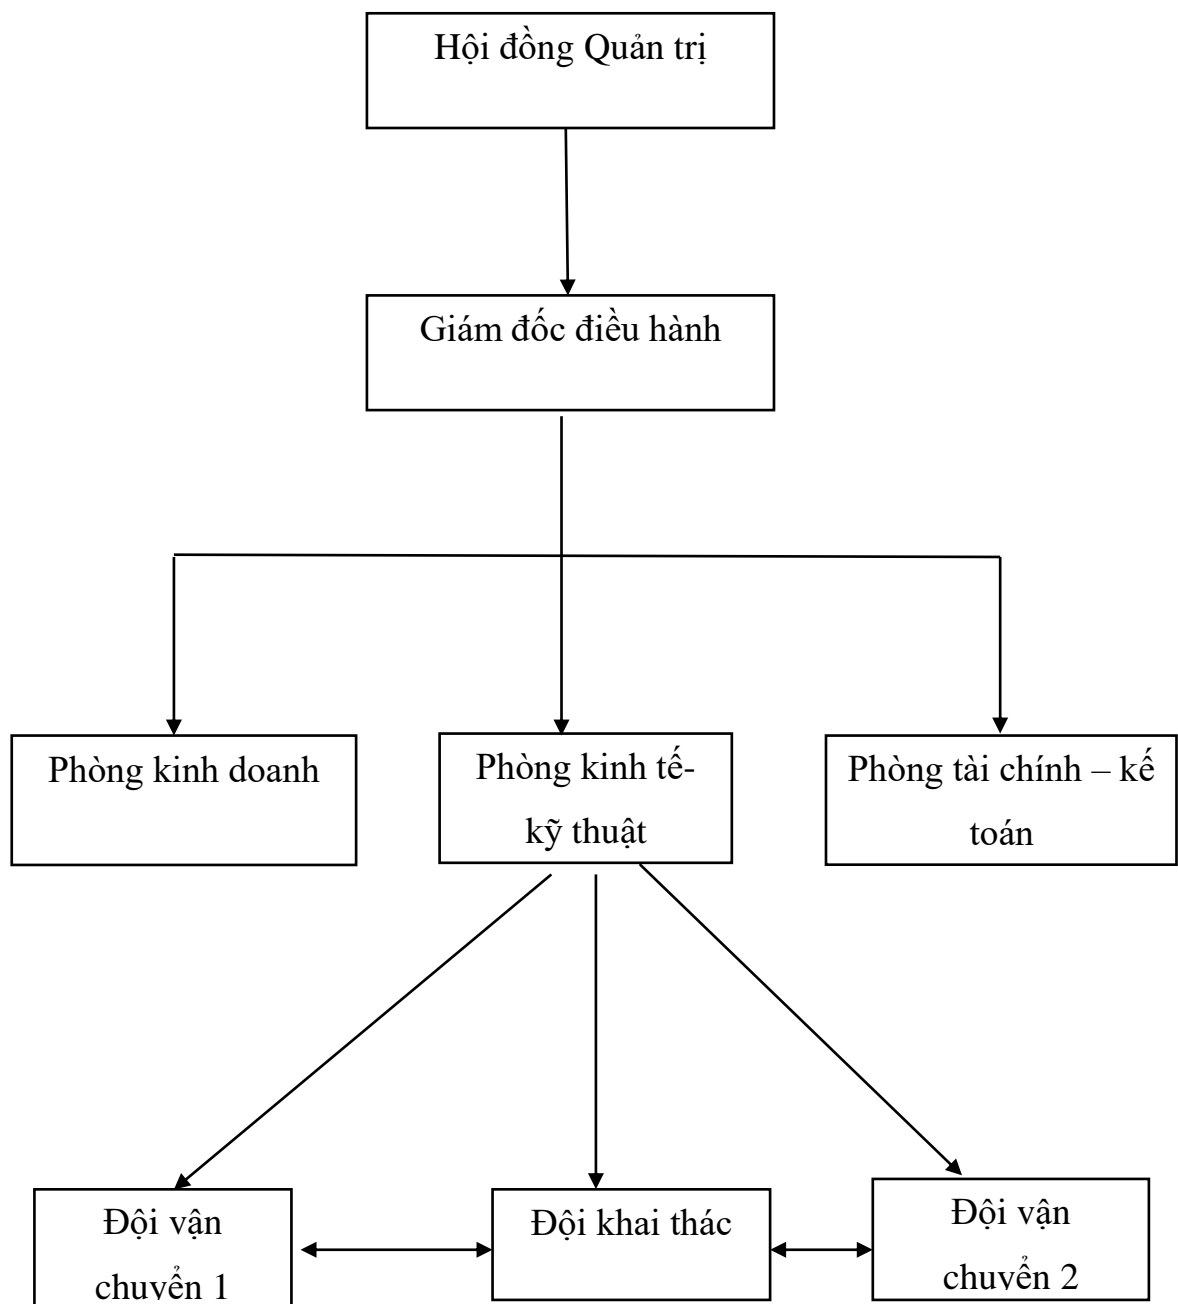 Hội đồng Quản trị
Giám đốc điều hành
Phòng kinh doanh
Phòng kinh tế-
kỹ thuật
Phòng tài chính – kế
toán
Đội vận
chuyển 1
Đội khai thác
Đội vận
chuyển 2